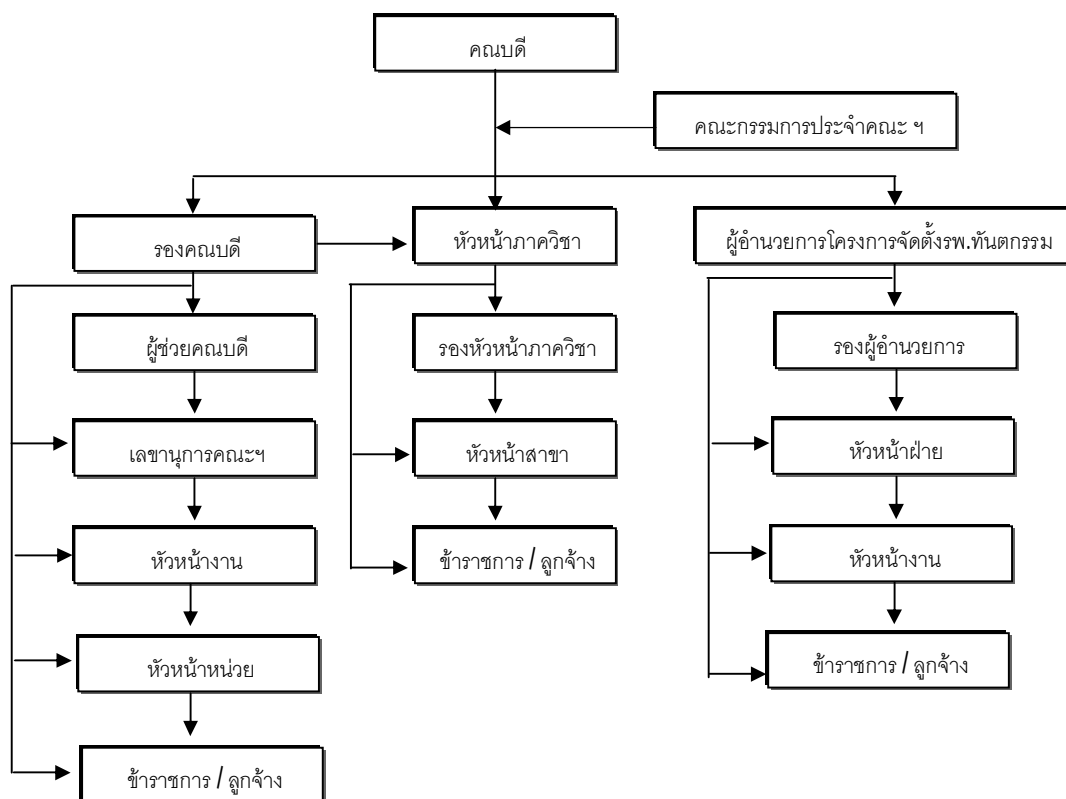 คณบดี
คณะกรรมการประจำคณะ ฯ
รองคณบดี
หัวหน้าภาควิชา
ผู้อำนวยการโครงการจัดตั้งรพ.ทันตกรรม
ผู้ช่วยคณบดี
รองหัวหน้าภาควิชา
รองผู้อำนวยการ
เลขานุการคณะฯ
หัวหน้าสาขา
หัวหน้าฝ่าย
หัวหน้างาน
ข้าราชการ / ลูกจ้าง
หัวหน้างาน
หัวหน้าหน่วย
ข้าราชการ / ลูกจ้าง
ข้าราชการ / ลูกจ้าง